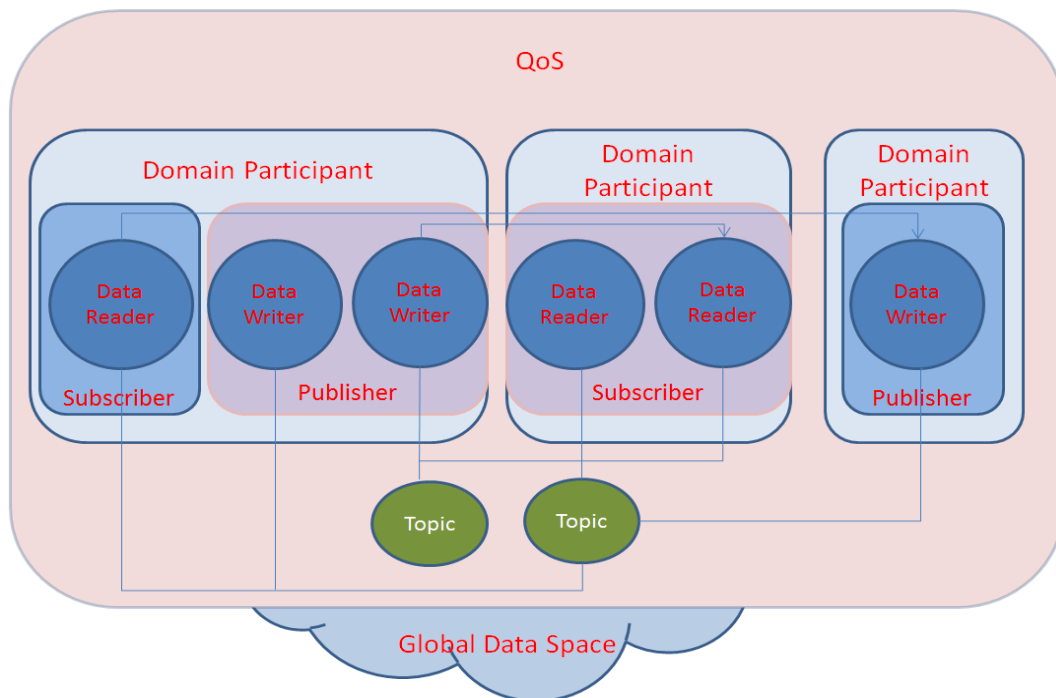 QoS
Domain Participant
Domain
Participant
Domain
Participant
Data
Reader
Data
Writer
Data
Writer
Data
Reader
Data
Reader
Data
Writer
Subscriber
Publisher
Subscriber
Publisher
Topic
Topic
Global Data Space